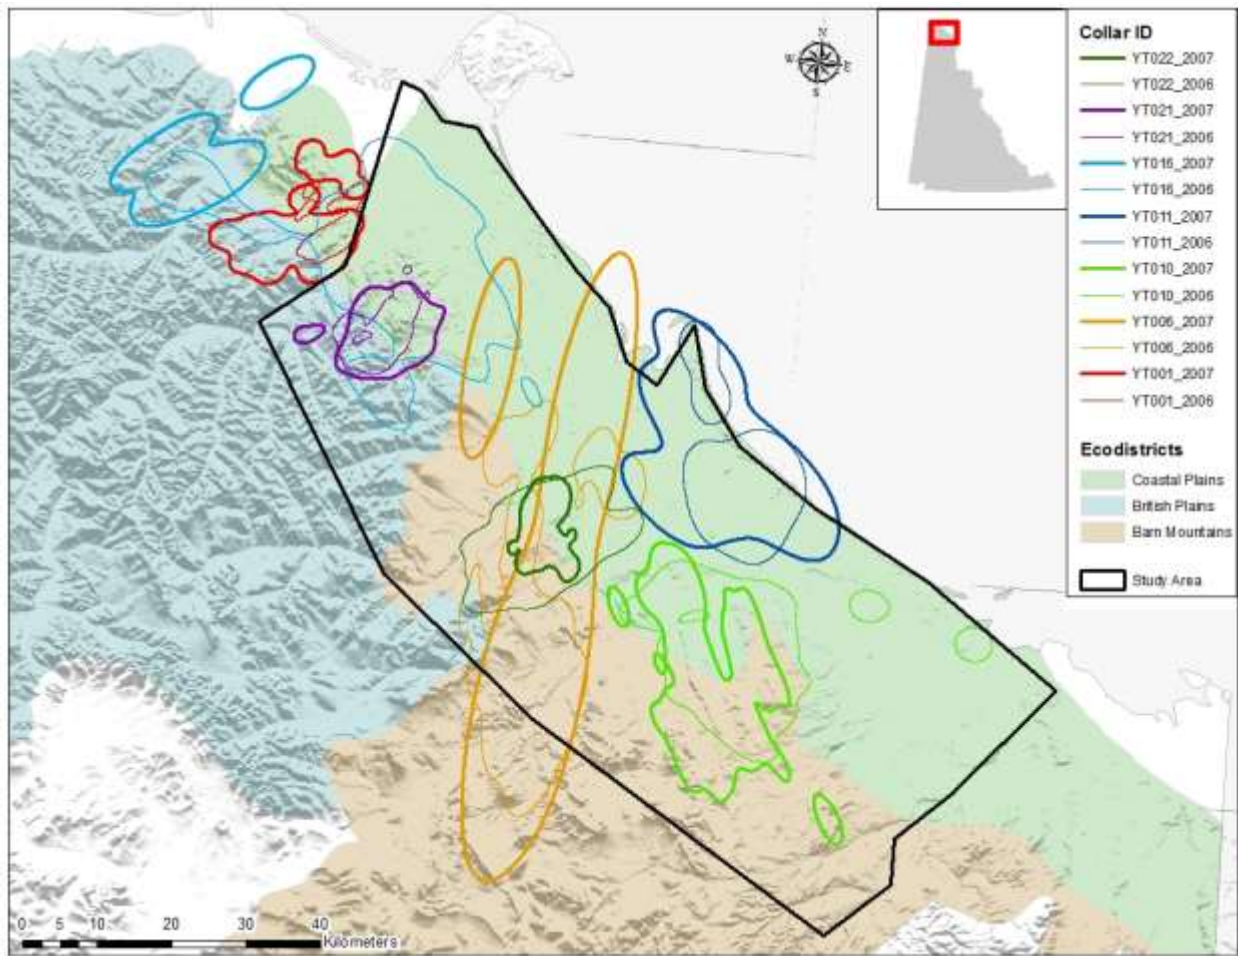 N
W E
S
Collar ID
YT022_2007
YT022_2006
YT021_2007
YT021_2006
YT016_2007
YT016_2006
YT011_2007
YT011_2006
YT010_2007
YT010_2006
YT006_2007
YT006_2006
YT001_2007
YT001_2006
Ecodistricts
Coastal Plains
British Plains
Barn Mountains
Study Area
0 5 10 20 30 40
Kilometers